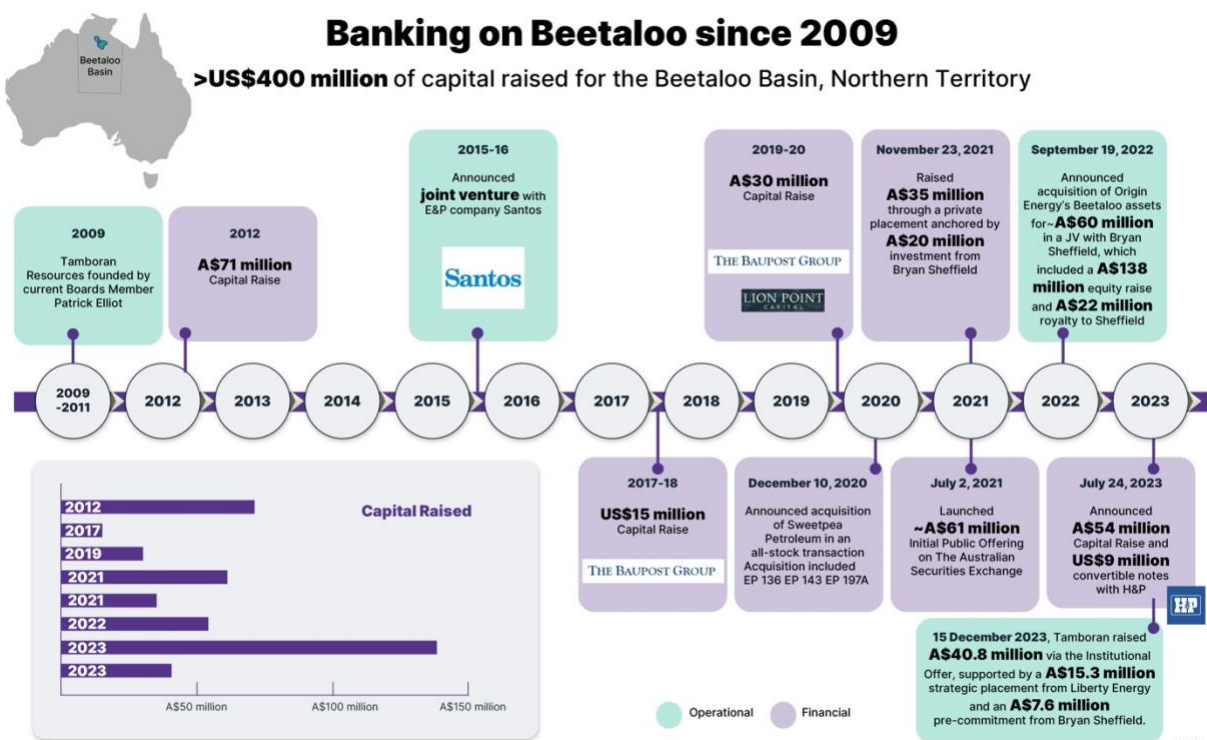 Banking on Beetaloo since 2009
>US$400 million of capital raised for the Beetaloo Basin, Northern Territory
Beetaloo
Basin
2009
Tamboran
Resources founded by
current Boards Member
Patrick Elliot
2012
A$71 million
Capital Raise
2015-16
Announced
joint venture with
E&P company Santos
Santos
2019-20
A$30 million
Capital Raise
THE BAUPOST GROUP
LION POINT
CAPITAL
November 23, 2021
Raised
A$35 million
through a private
placement anchored by
A$20 million
investment from
Bryan Sheffield
September 19, 2022
Announced
acquisition of Origin
Energy's Beetaloo assets
for~A$60 million
in a JV with Bryan
Sheffield, which
included a A$138
million equity raise
and A$22 million
royalty to Sheffield
2009
-2011
2012
2013
2014
2015
2016
2017
2018
2019
2020
2021
2022
2023
Capital Raised
2012
2017
2019
2021
2021
2022
2023
2023
A$50 million
A$100 million
A$150 million
2017-18
US$15 million
Capital Raise
THE BAUPOST GROUP
December 10, 2020
Announced acquisition
of Sweetpea
Petroleum in an
all-stock transaction
Acquisition included
EP 136 EP 143 EP 197A
July 2, 2021
Launched
~A$61 million
Initial Public Offering
on The Australian
Securities Exchange
July 24, 2023
Announced
A$54 million
Capital Raise and
US$9 million
convertible notes
with H&P
HP
15 December 2023, Tamboran raised
A$40.8 million via the Institutional
Offer, supported by a A$15.3 million
strategic placement from Liberty Energy
and an A$7.6 million
pre-commitment from Bryan Sheffield.
Operational
Financial